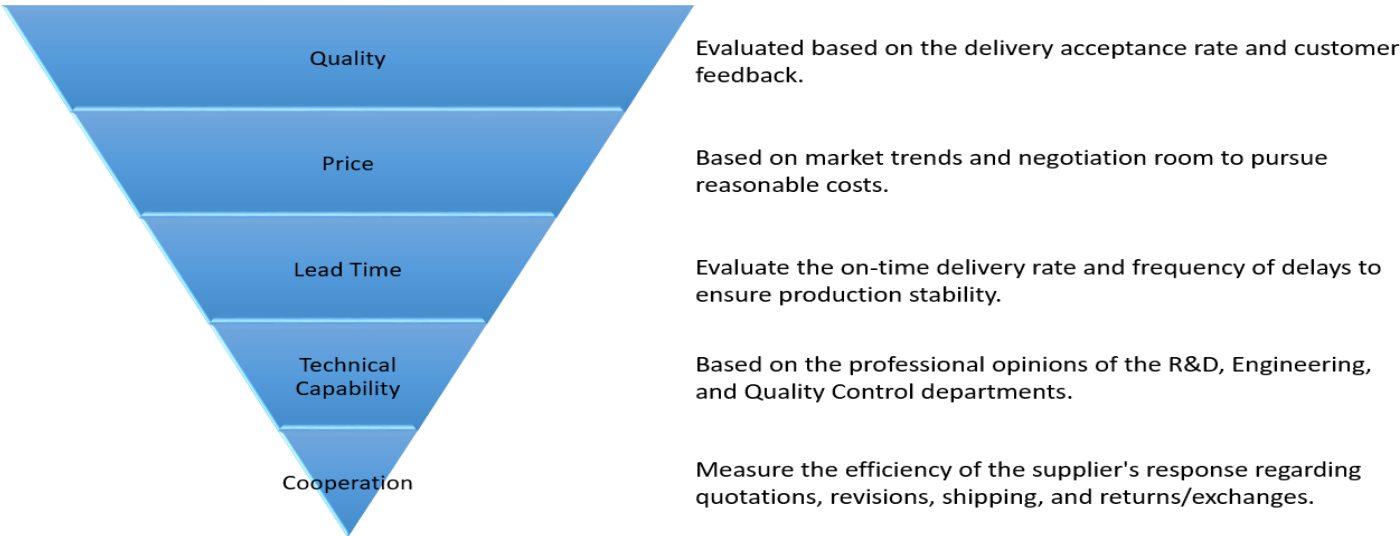 Quality
Evaluated based on the delivery acceptance rate and customer
feedback.
Price
Based on market trends and negotiation room to pursue
reasonable costs.
Lead Time
Evaluate the on-time delivery rate and frequency of delays to
ensure production stability.
Technical
Capability
Based on the professional opinions of the R&D, Engineering,
and Quality Control departments.
Cooperation
Measure the efficiency of the supplier's response regarding
quotations, revisions, shipping, and returns/exchanges.